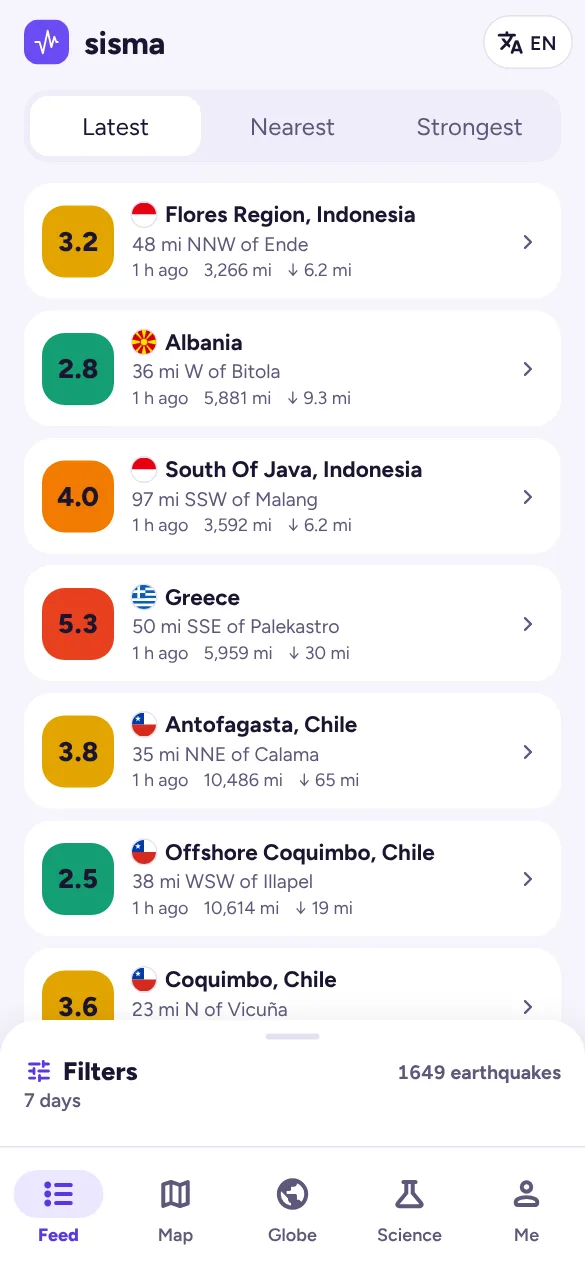 sisma
EN
Latest
Nearest
Strongest
3.2
Flores Region, Indonesia
48 mi NNW of Ende
1 h ago 3,266 mi ↓ 6.2 mi
2.8
Albania
36 mi W of Bitola
1 h ago 5,881 mi ↓ 9.3 mi
4.0
South Of Java, Indonesia
97 mi SSW of Malang
1 h ago 3,592 mi ↓ 6.2 mi
5.3
Greece
50 mi SSE of Palekastro
1 h ago 5,959 mi ↓ 30 mi
3.8
Antofagasta, Chile
35 mi NNE of Calama
1 h ago 10,486 mi ↓ 65 mi
2.5
Offshore Coquimbo, Chile
38 mi WSW of Illapel
1 h ago 10,614 mi ↓ 19 mi
3.6
Coquimbo, Chile
23 mi N of Vicuña
Filters
1649 earthquakes
7 days
Feed
Map
Globe
Science
Me